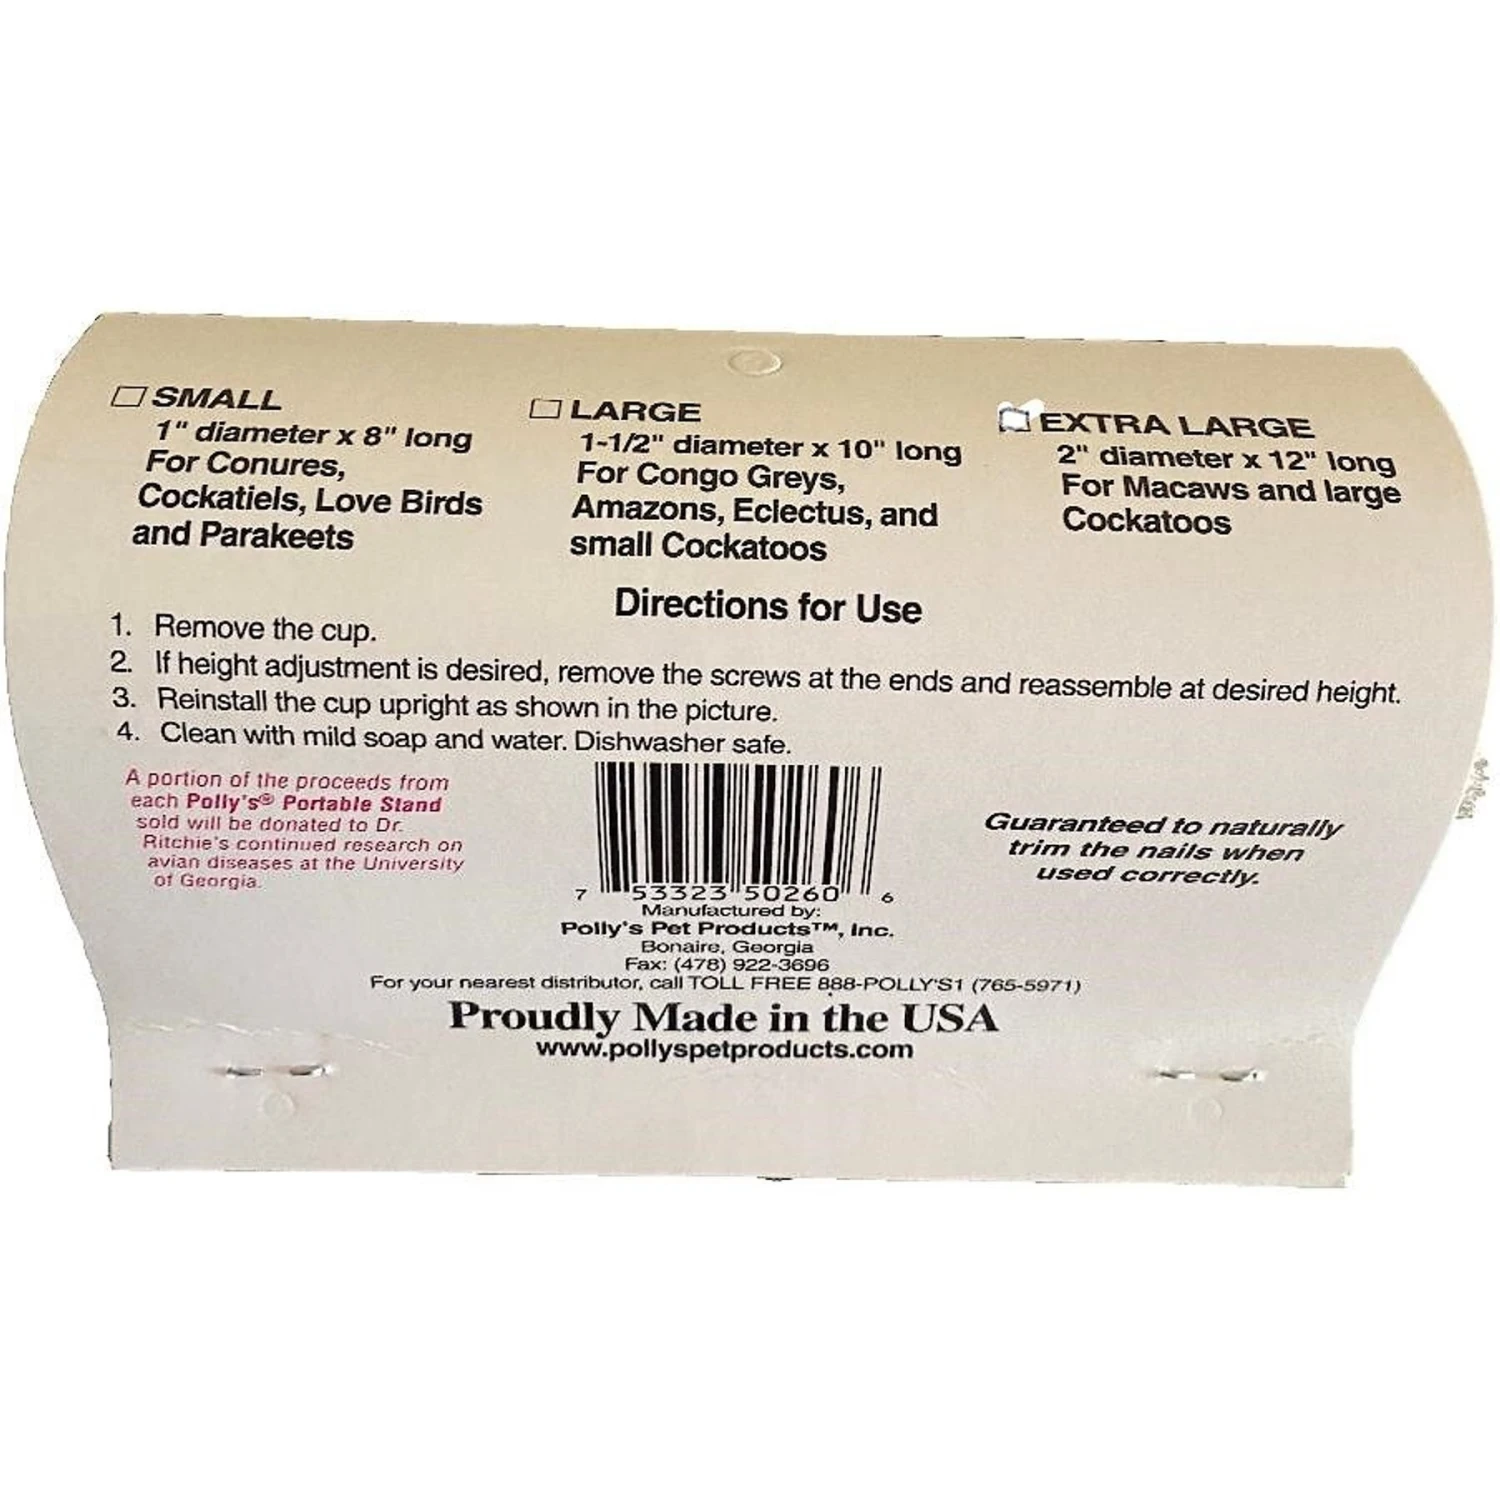 SMALL
1" diameter x 8" long
For Conures,
Cockatiels, Love Birds
and Parakeets
LARGE
1-1/2" diameter x 10" long
For Congo Greys,
Amazons, Eclectus, and
small Cockatoos
EXTRA LARGE
2" diameter x 12" long
For Macaws and large
Cockatoos
Directions for Use
1. Remove the cup.
2. If height adjustment is desired, remove the screws at the ends and reassemble at desired height.
3. Reinstall the cup upright as shown in the picture.
4. Clean with mild soap and water. Dishwasher safe.
A portion of the proceeds from
each Polly's® Portable Stand
sold will be donated to Dr.
Ritchie's continued research on
avian diseases at the University
of Georgia.
7 53323 50260 6
Guaranteed to naturally
trim the nails when
used correctly.
Manufactured by:
Polly's Pet Products™, Inc.
Bonaire, Georgia
Fax: (478) 922-3696
For your nearest distributor, call TOLL FREE 888-POLLY'S1 (765-5971)
Proudly Made in the USA
www.pollyspetproducts.com